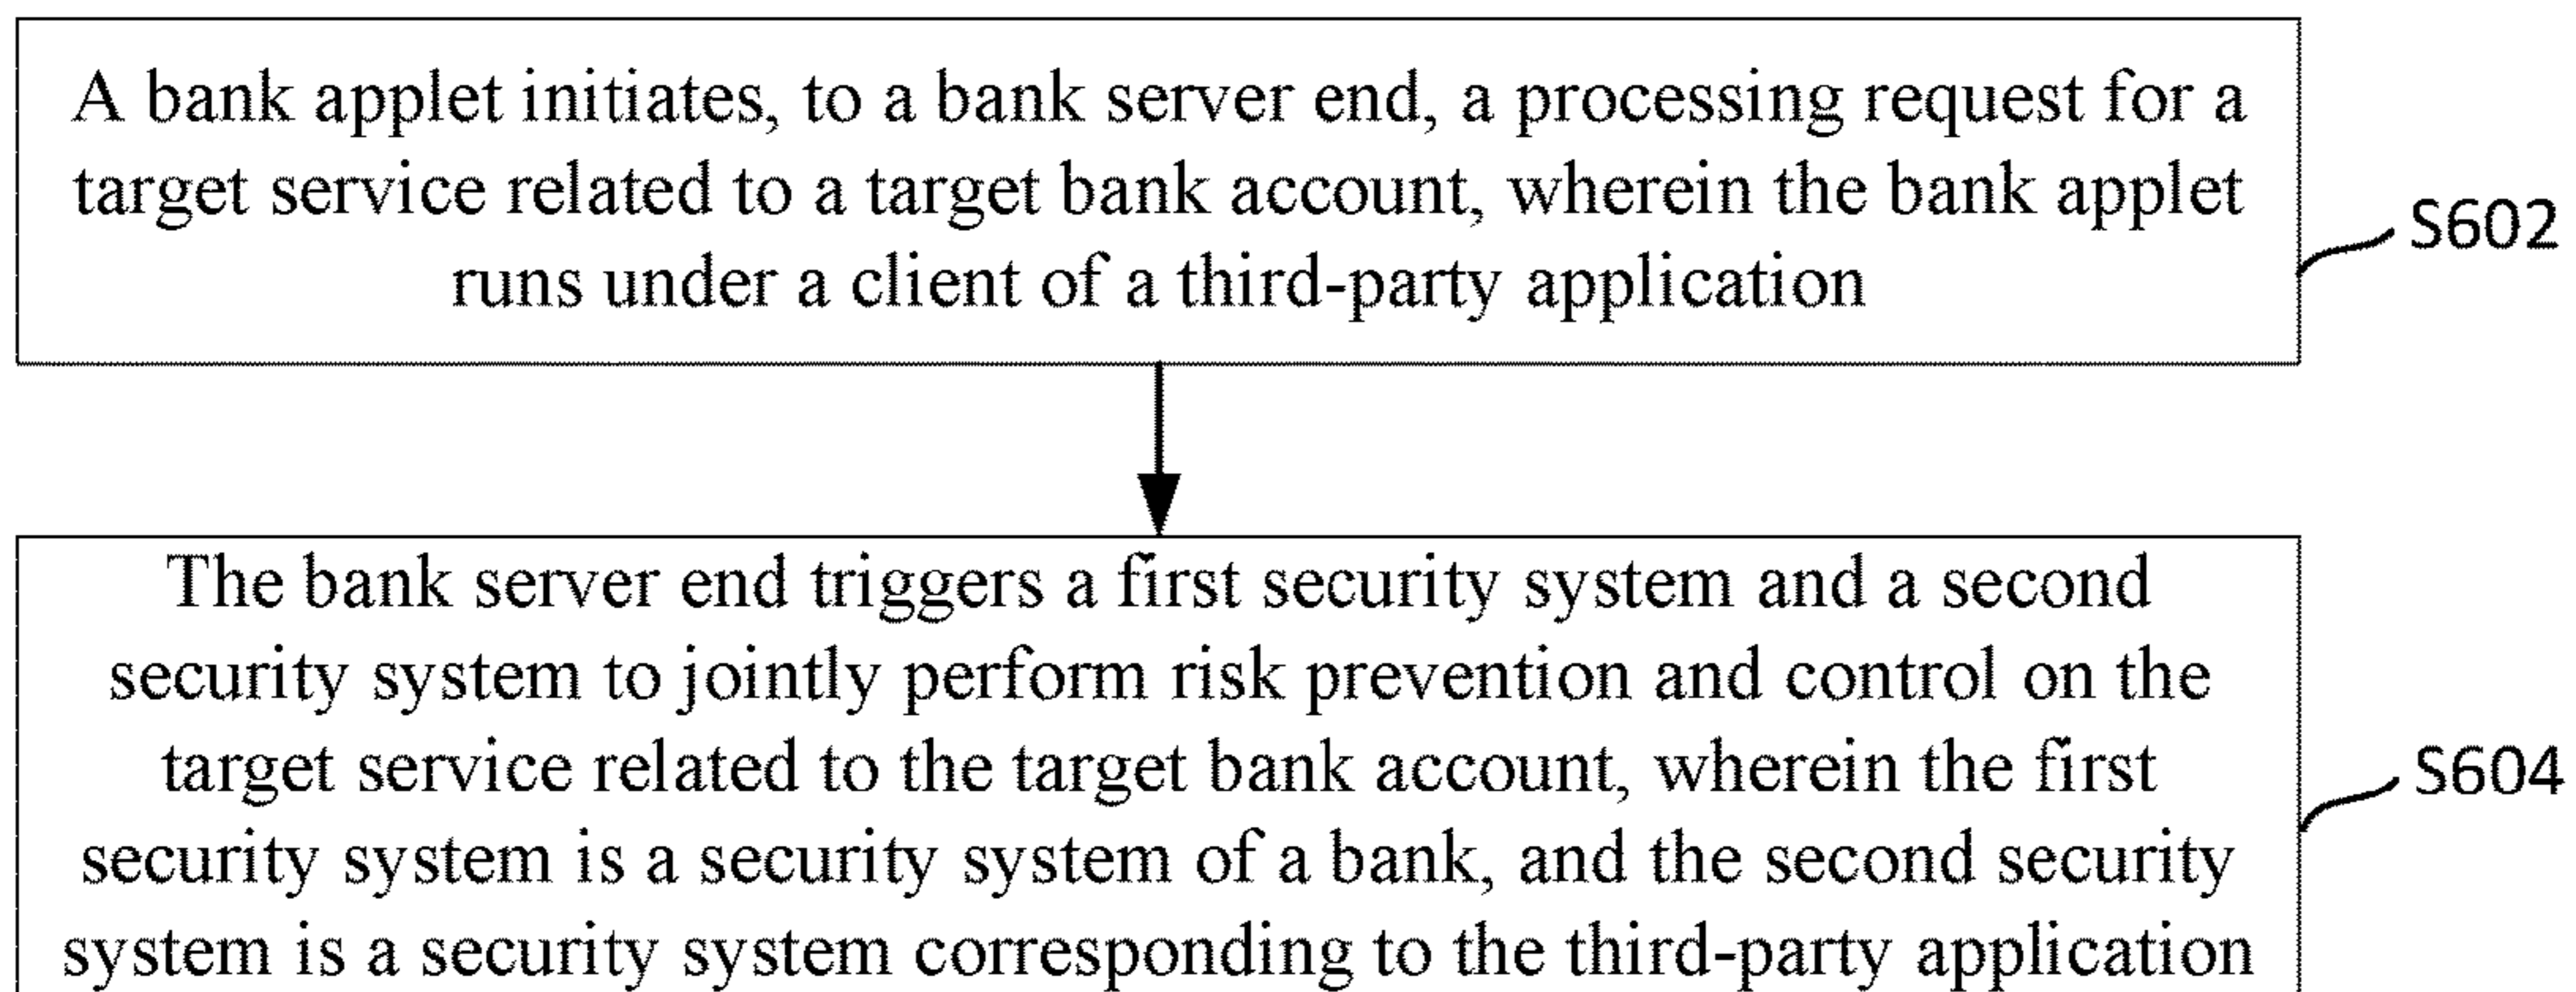 A bank applet initiates, to a bank server end, a processing request for a
target service related to a target bank account, wherein the bank applet
runs under a client of a third-party application
S602
The bank server end triggers a first security system and a second
security system to jointly perform risk prevention and control on the
target service related to the target bank account, wherein the first
security system is a security system of a bank, and the second security
system is a security system corresponding to the third-party application
S604